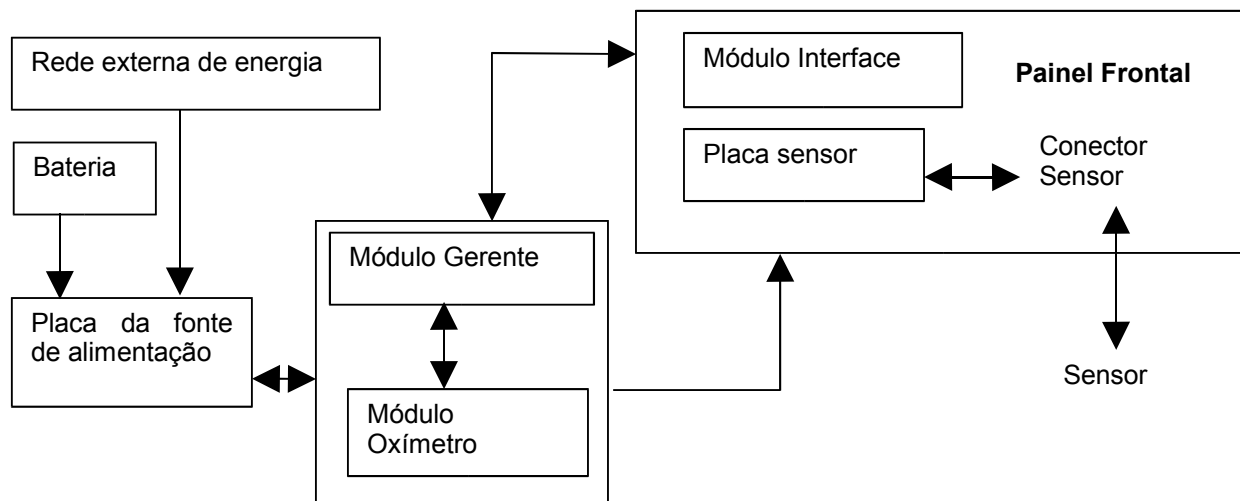 Rede externa de energia
Bateria
Placa da fonte
de alimentação
Módulo Gerente
Módulo
Oxímetro
Módulo Interface
Painel Frontal
Placa sensor
Conector
Sensor
Sensor